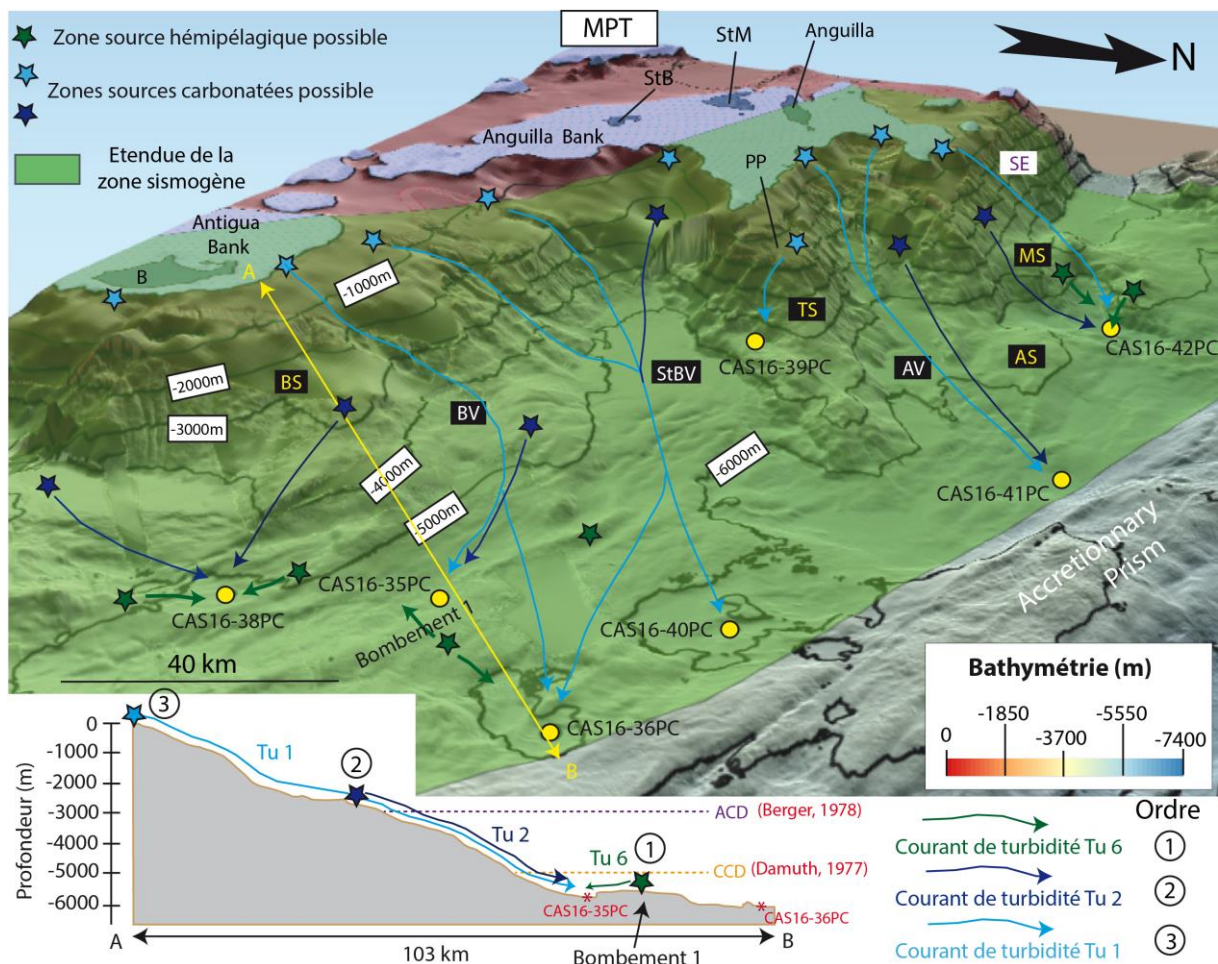 MPT
Zone source hémipélagique possible
Zones sources carbonatées possible
Etendue de la
zone sismogène
StB
StM
Anguilla
N
Anguilla Bank
PP
SE
Antigua
Bank
B
A
MS
-1000m
TS
CAS16-39PC
AS
CAS16-42PC
-2000m
BS
StBV
AV
-3000m
BV
-4000m
-6000m
-5000m
CAS16-41PC
CAS16-38PC
CAS16-35PC
Bombement 1
CAS16-40PC
Accretionnary
Prism
40 km
CAS16-36PC
B
Bathymétrie (m)
-1850
-5550
0
-3700
-7400
Profondeur (m)
0
-1000
-2000
-3000
-4000
-5000
-6000
3
Tu 1
2
Tu 2
ACD (Berger, 1978)
Tu 6
1
CCD (Damuth, 1977)
* CAS16-35PC
* CAS16-36PC
A
103 km
B
Bombement 1
Ordre
Courant de turbidité Tu 6
1
Courant de turbidité Tu 2
2
Courant de turbidité Tu 1
3